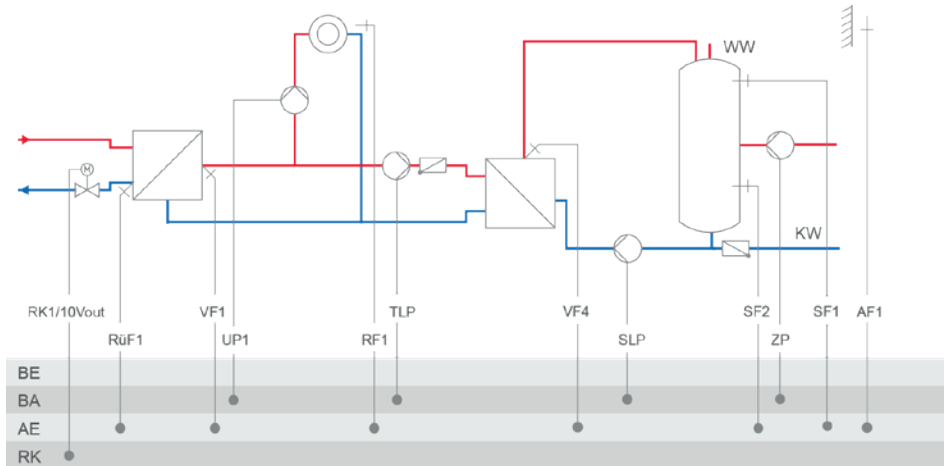 WW
M
KW
RK1/10Vout VF1 TLP VF4 SF2 SF1 AF1
RüF1 UP1 RF1 SLP ZP
BE
BA
AE
RK